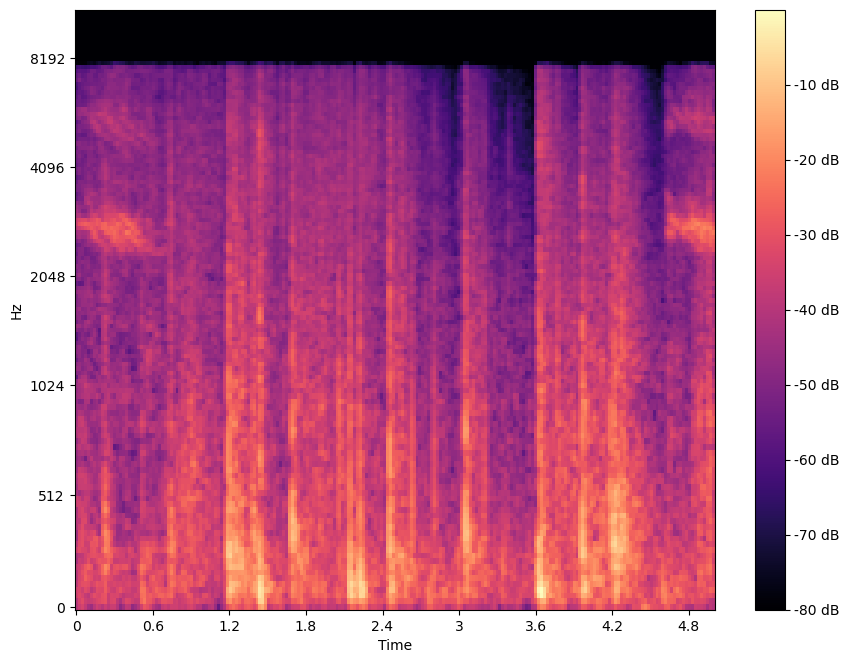 8192
4096
2048
1024
512
0
Hz
0 0.6 1.2 1.8 2.4 3 3.6 4.2 4.8
Time
-10 dB
-20 dB
-30 dB
-40 dB
-50 dB
-60 dB
-70 dB
-80 dB